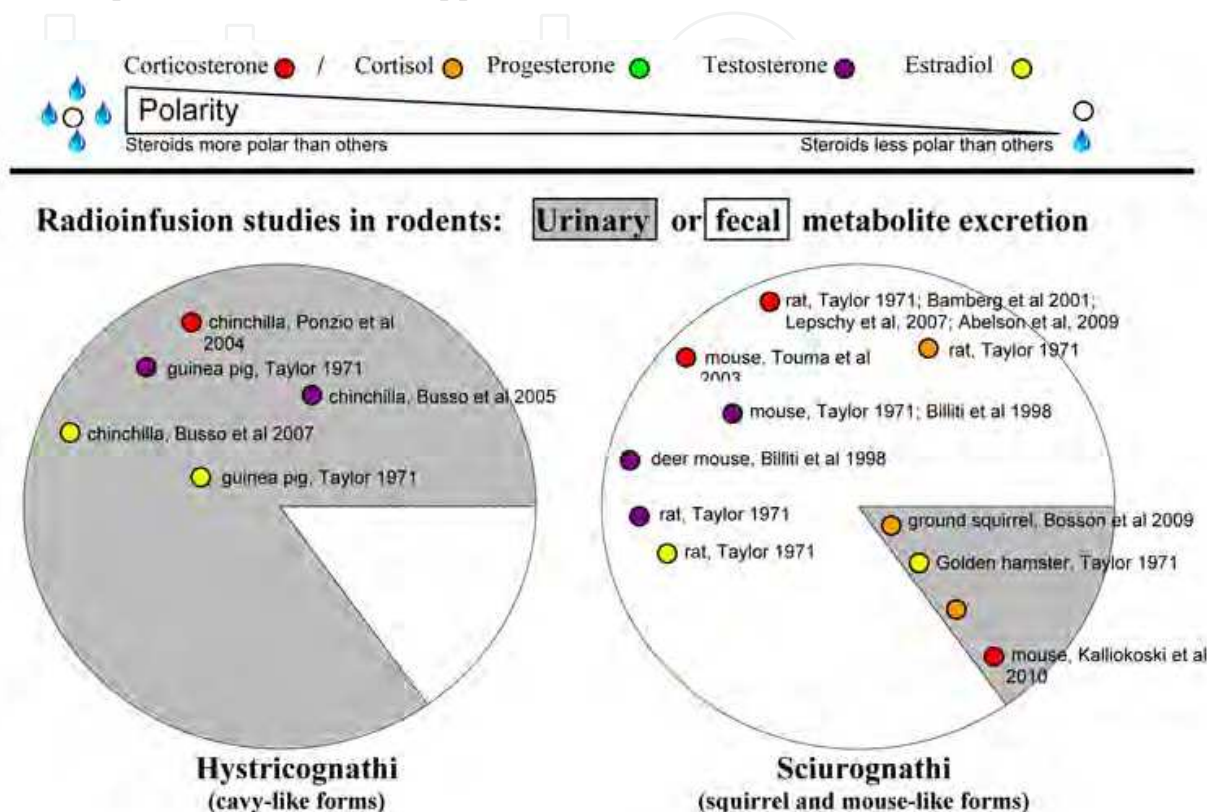 Corticosterone / Cortisol Progesterone Testosterone Estradiol
Polarity
Steroids more polar than others Steroids less polar than others
Radioinfusion studies in rodents: Urinary or fecal metabolite excretion
chinchilla, Ponzio et al
2004
guinea pig, Taylor 1971
chinchilla, Busso et al 2005
chinchilla, Busso et al 2007
guinea pig, Taylor 1971
Hystricognathi
(cavy-like forms)
rat, Taylor 1971; Bamberg et al 2001;
Lepschy et al, 2007; Abelson et al, 2009
rat, Taylor 1971
mouse, Touma et al
2003
mouse, Taylor 1971; Billiti et al 1998
deer mouse, Billiti et al 1998
rat, Taylor 1971
rat, Taylor 1971
ground squirrel, Bosson et al 2009
Golden hamster, Taylor 1971
mouse, Kalliokoski et al
2010
Sciurognathi
(squirrel and mouse-like forms)